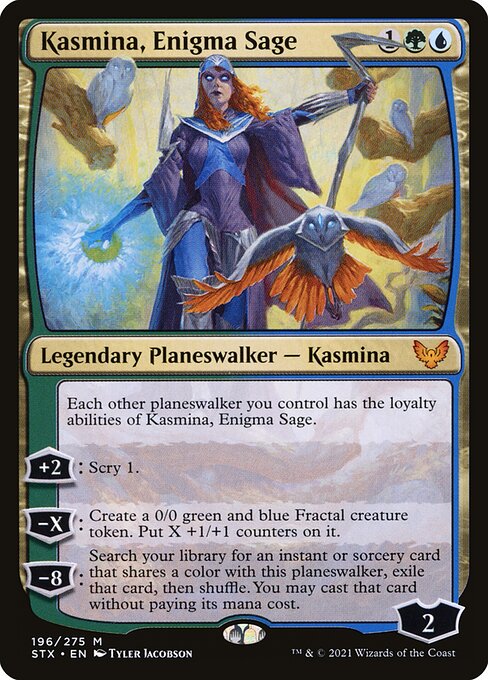 Kasmina, Enigma Sage 1
Legendary Planeswalker — Kasmina
Each other planeswalker you control has the loyalty
abilities of Kasmina, Enigma Sage.
+2 : Scry 1.
−X : Create a 0/0 green and blue Fractal creature
token. Put X +1/+1 counters on it.
Search your library for an instant or sorcery card
−8 : that shares a color with this planeswalker, exile
that card, then shuffle. You may cast that card
without paying its mana cost.
2
196/275 M
STX • EN Tyler Jacobson
™ & © 2021 Wizards of the Coast